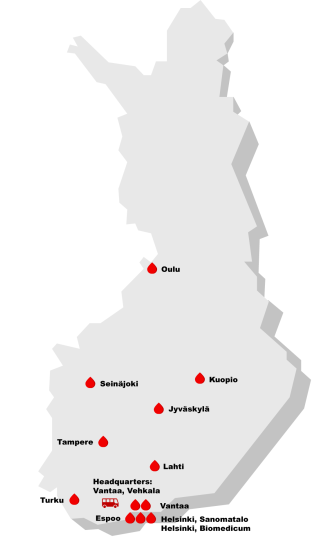 Oulu
Kuopio
Seinäjoki
Jyväskylä
Tampere
Lahti
Headquarters:
Vantaa, Vehkala
Turku
Vantaa
Espoo
Helsinki, Sanomatalo
Helsinki, Biomedicum